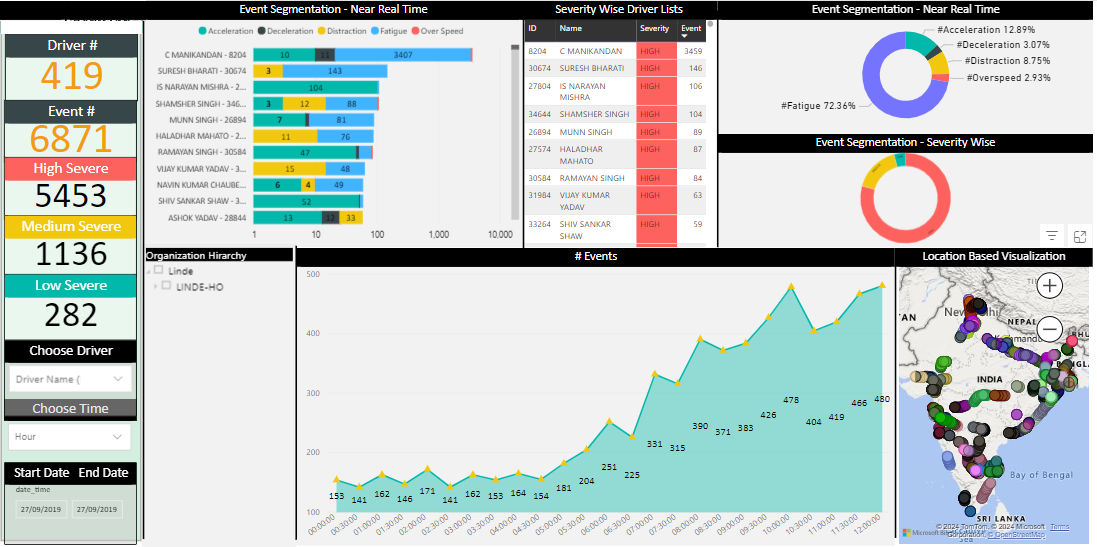 Driver #
419
Event #
6871
High Severe
5453
Medium Severe
1136
Low Severe
282
Choose Driver
Driver Name (
Choose Time
Hour
Start Date End Date
date_time
27/09/2019 27/09/2019
Event Segmentation - Near Real Time
Acceleration Deceleration Distraction Fatigue Over Speed
C MANIKANDAN - 8204 10 11 3407
SURESH BHARATI - 30674 3 143
IS NARAYAN MISHRA - 2... 104
SHAMSHER SINGH - 346... 3 12 88
MUNN SINGH - 26894 7 81
HALADHAR MAHATO - 2... 11 76
RAMAYAN SINGH - 30584 47
VIJAY KUMAR YADAV - 3... 15 48
NAVIN KUMAR CHAUBE... 6 4 49
SHIV SANKAR SHAW - 3... 52
ASHOK YADAV - 28844 13 12 33
1 10 100 1,000 10,000
Severity Wise Driver Lists
ID Name Severity Event
8204 C MANIKANDAN HIGH 3459
30674 SURESH BHARATI HIGH 146
27804 IS NARAYAN MISHRA HIGH 106
34644 SHAMSHER SINGH HIGH 104
26894 MUNN SINGH HIGH 89
27574 HALADHAR MAHATO HIGH 87
30584 RAMAYAN SINGH HIGH 84
31984 VIJAY KUMAR YADAV HIGH 63
33264 SHIV SANKAR SHAW HIGH 59
Event Segmentation - Near Real Time
#Acceleration 12.89%
#Deceleration 3.07%
#Distraction 8.75%
#Overspeed 2.93%
#Fatigue 72.36%
Event Segmentation - Severity Wise
Organization Hirarchy
Linde
LINDE-HO
# Events
500
400
300
200
100
153 141 162 146 171 141 162 153 164 154 181 204 251 225 331 315 390 371 383 426 478 404 419 466 480
00:00:00 00:30:00 01:00:00 01:30:00 02:00:00 02:30:00 03:00:00 03:30:00 04:00:00 04:30:00 05:00:00 05:30:00 06:00:00 06:30:00 07:00:00 07:30:00 08:00:00 08:30:00 09:00:00 09:30:00 10:00:00 10:30:00 11:00:00 11:30:00 12:00:00
Location Based Visualization
NEPAL
INDIA
Bay of Bengal
SRI LANKA
© 2024 TomTom, © 2024 Microsoft
Corporation, © OpenStreetMap Terms